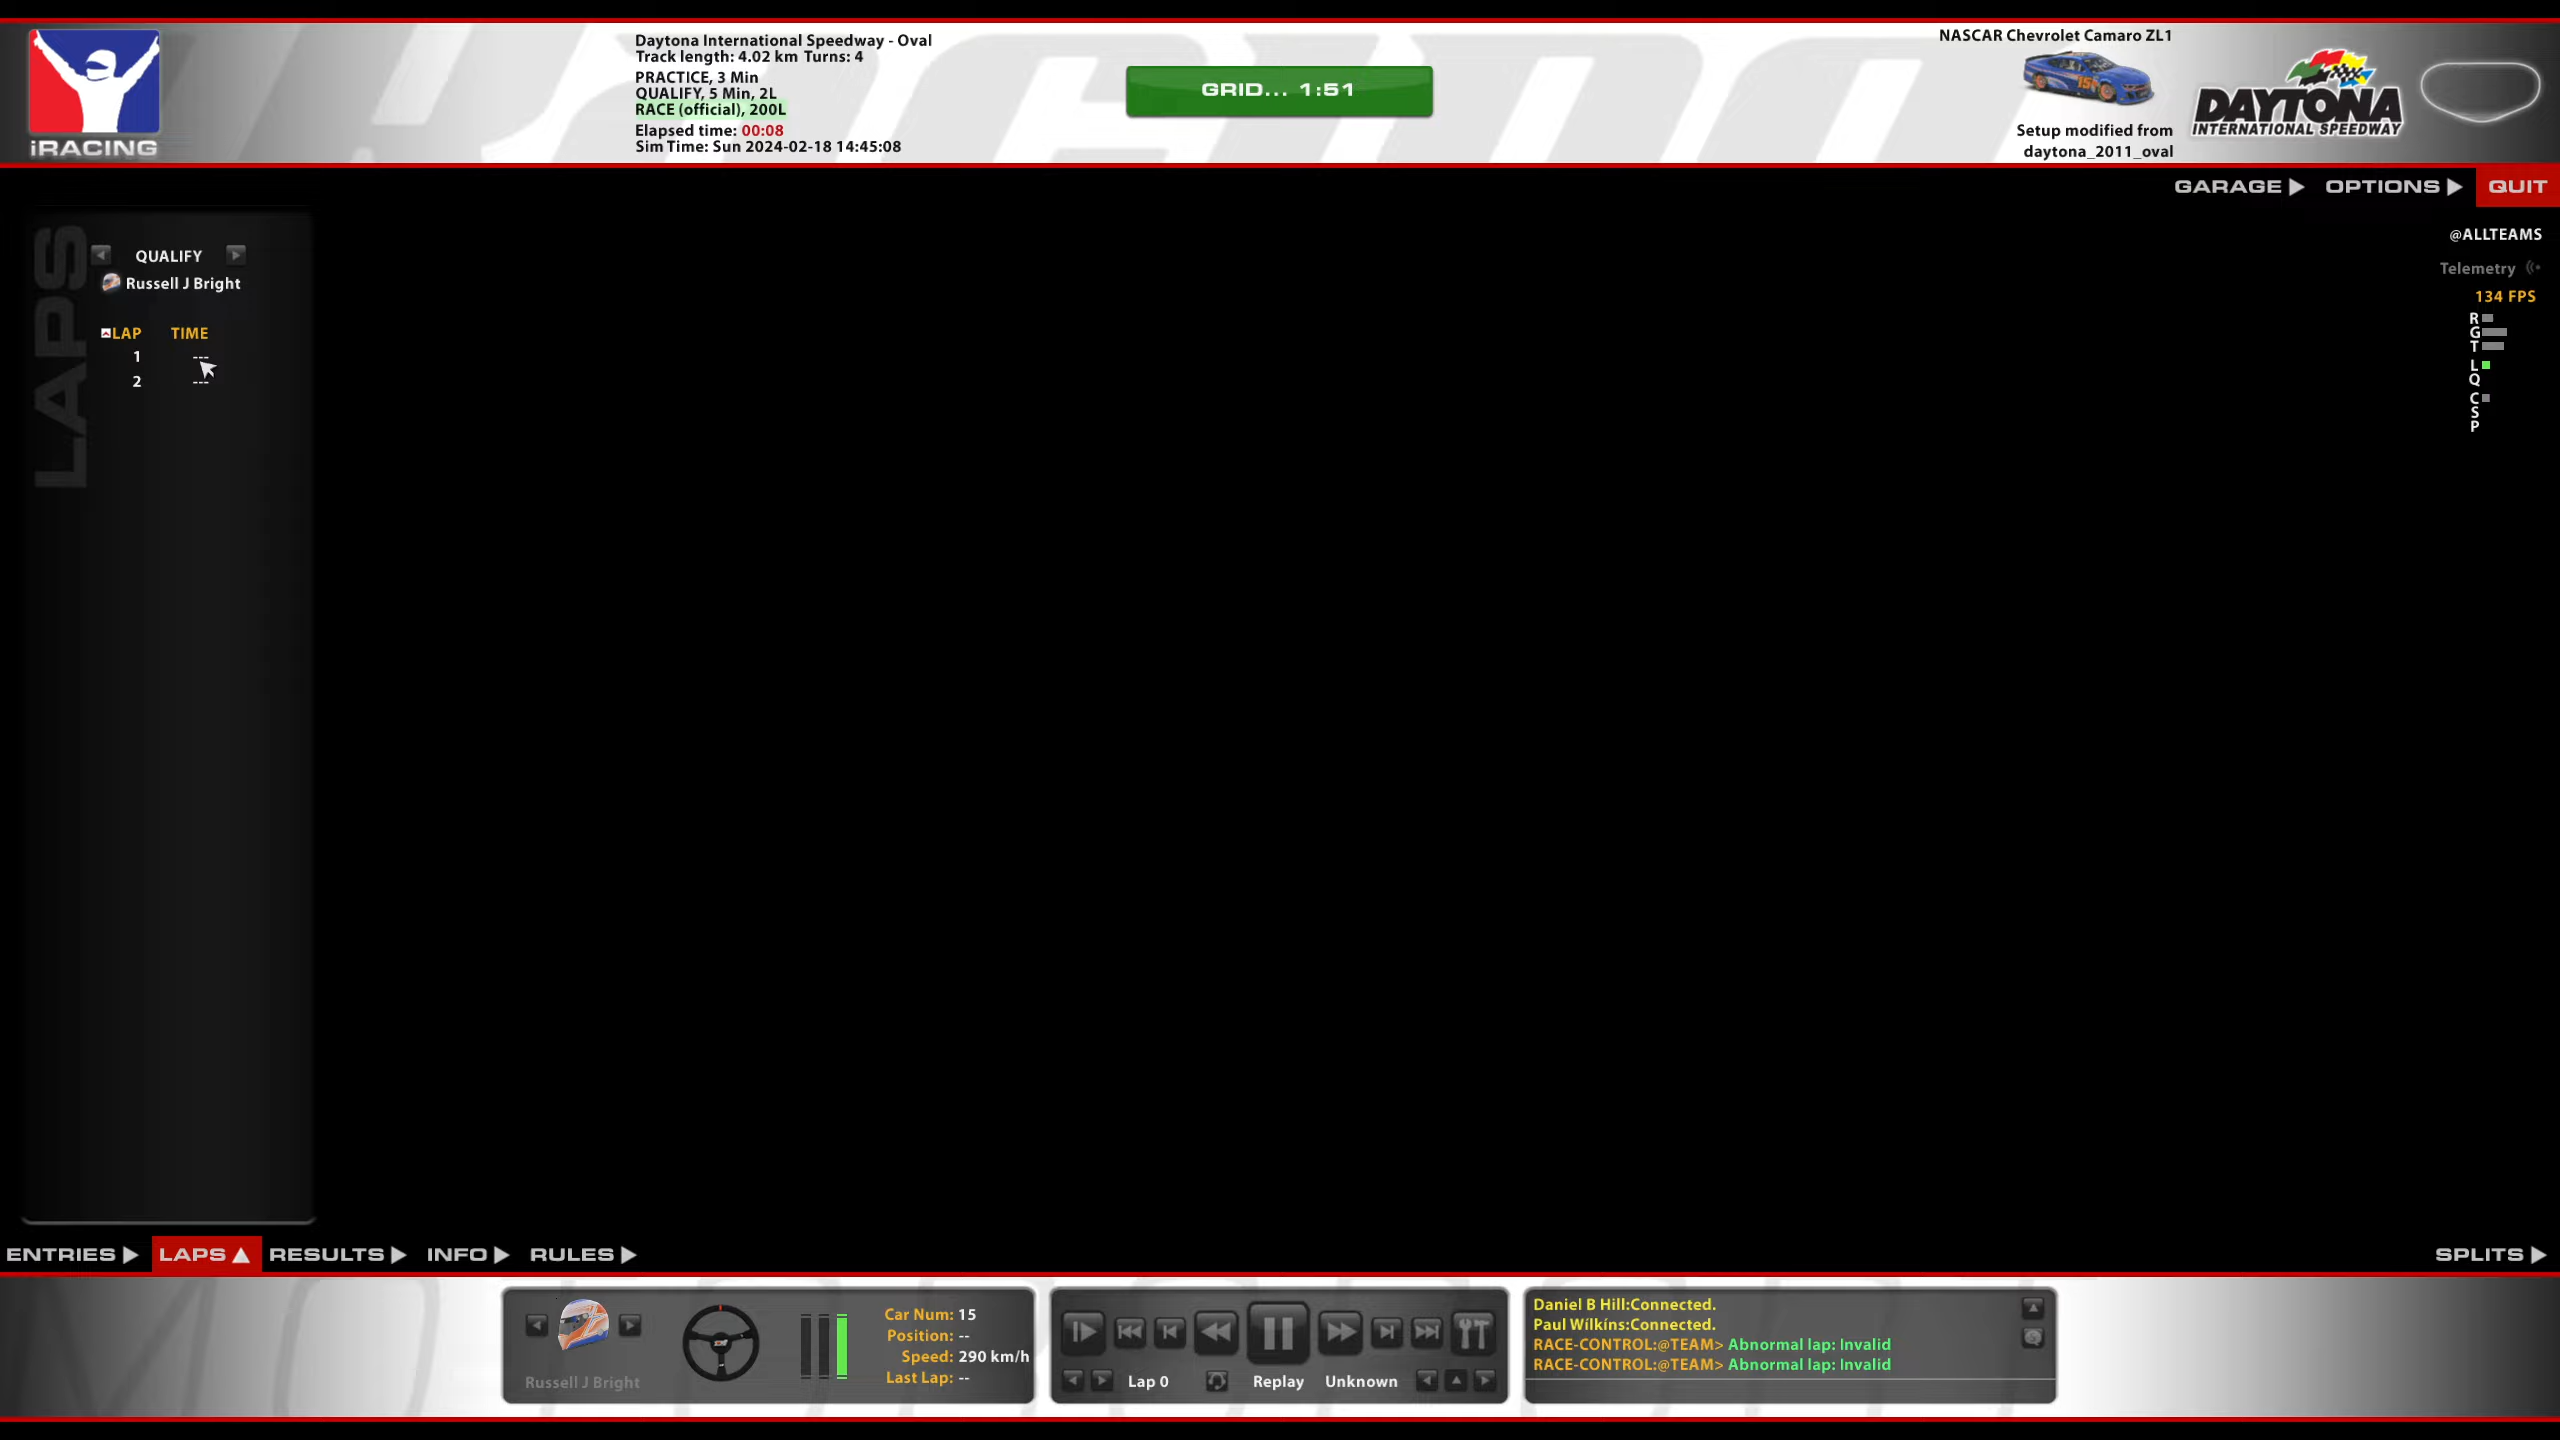 iRACING
Daytona International Speedway - Oval
Track length: 4.02 km Turns: 4
PRACTICE, 3 Min
QUALIFY, 5 Min, 2L
RACE (official), 200L
Elapsed time: 00:08
Sim Time: Sun 2024-02-18 14:45:08
GRID... 1:51
NASCAR Chevrolet Camaro ZL1
15
Setup modified from
daytona_2011_oval
DAYTONA
INTERNATIONAL SPEEDWAY
GARAGE
OPTIONS
QUIT
@ALLTEAMS
Telemetry
134 FPS
R
G
T
L
Q
C
S
P
LAPS
QUALIFY
Russell J Bright
LAP TIME
1 ---
2 ---
ENTRIES
LAPS
RESULTS
INFO
RULES
SPLITS
Russell J Bright
Car Num: 15
Position: --
Speed: 290 km/h
Last Lap: --
Lap 0
Replay
Unknown
Daniel B Hill:Connected.
Paul Wilkins:Connected.
RACE-CONTROL:@TEAM> Abnormal lap: Invalid
RACE-CONTROL:@TEAM> Abnormal lap: Invalid